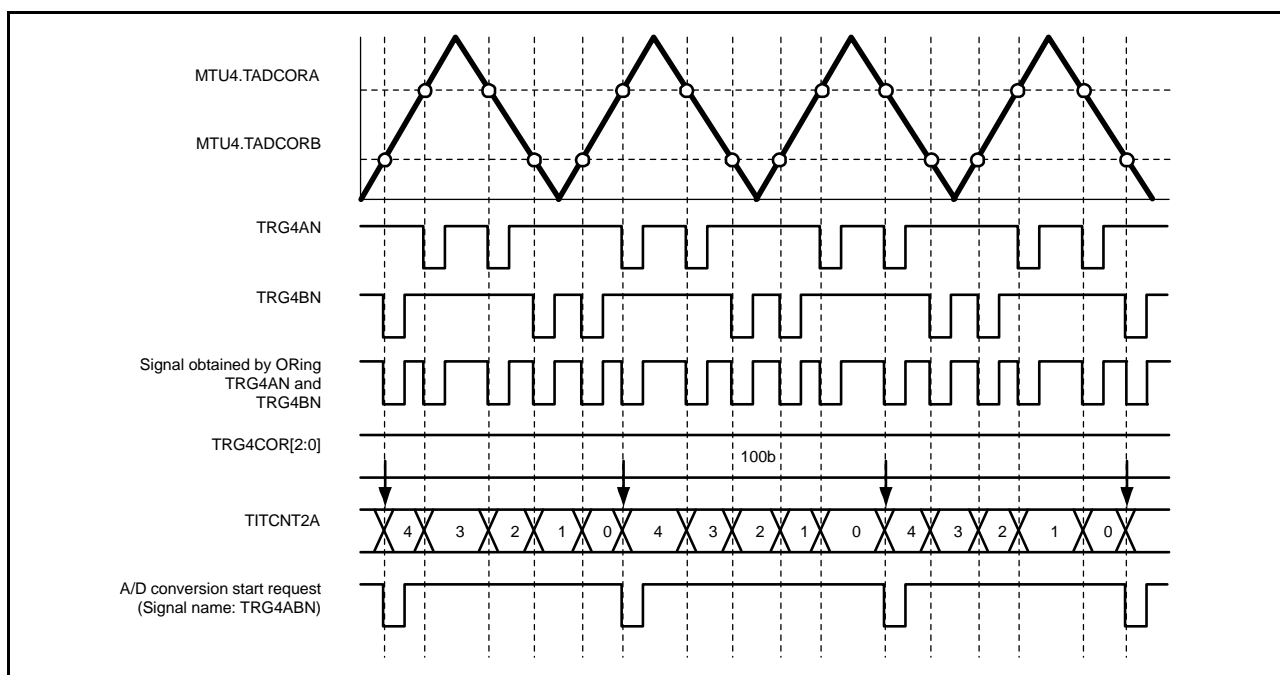 MTU4.TADCORA
MTU4.TADCORB
TRG4AN
TRG4BN
Signal obtained by ORing
TRG4AN and
TRG4BN
TRG4COR[2:0]
100b
TITCNT2A
4 3 2 1 0 4 3 2 1 0 4 3 2 1 0
A/D conversion start request
(Signal name: TRG4ABN)